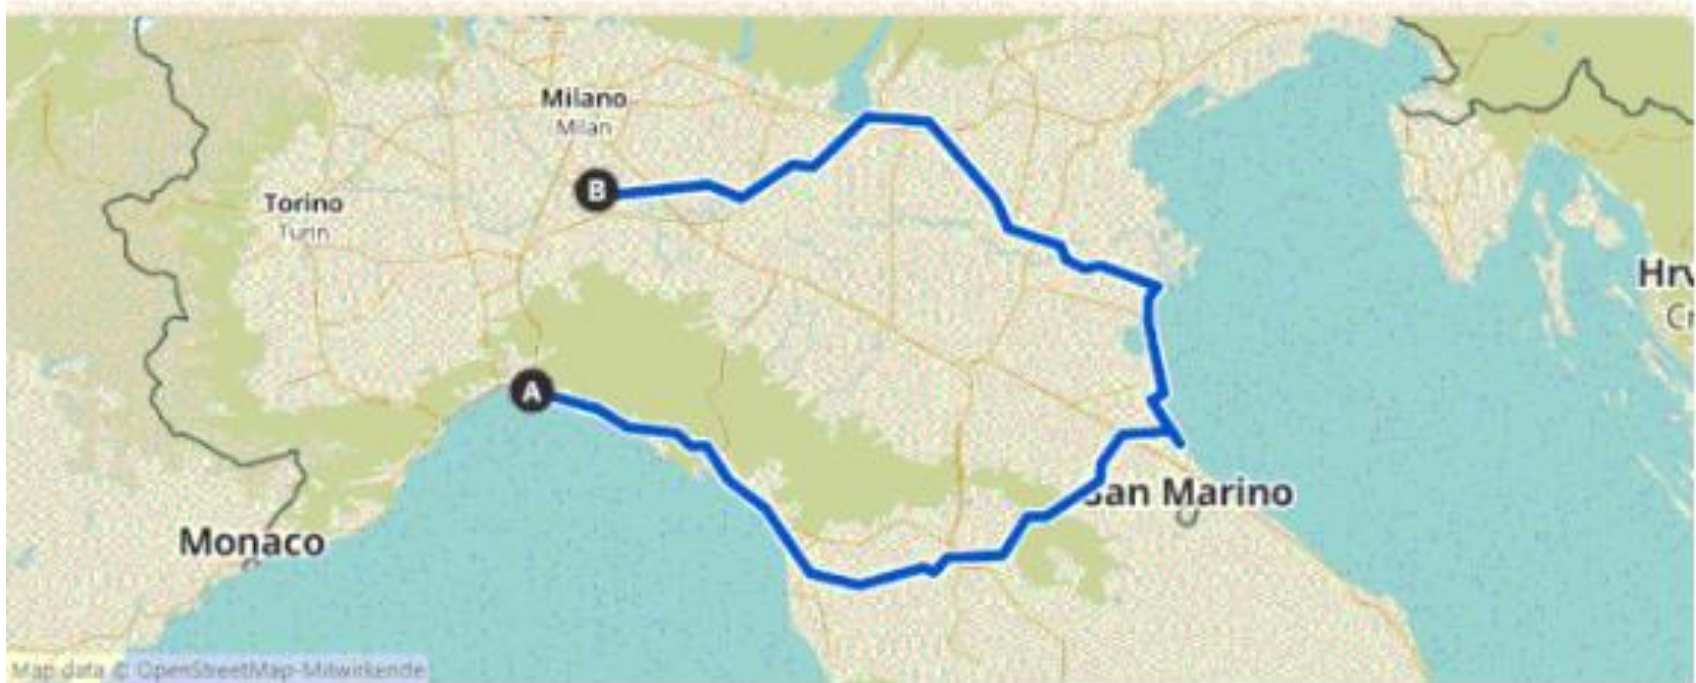 Milano
Milan
B
Torino
Turin
Hrv
Cr
A
San Marino
Monaco
Map data © OpenStreetMap-Mitwirkende